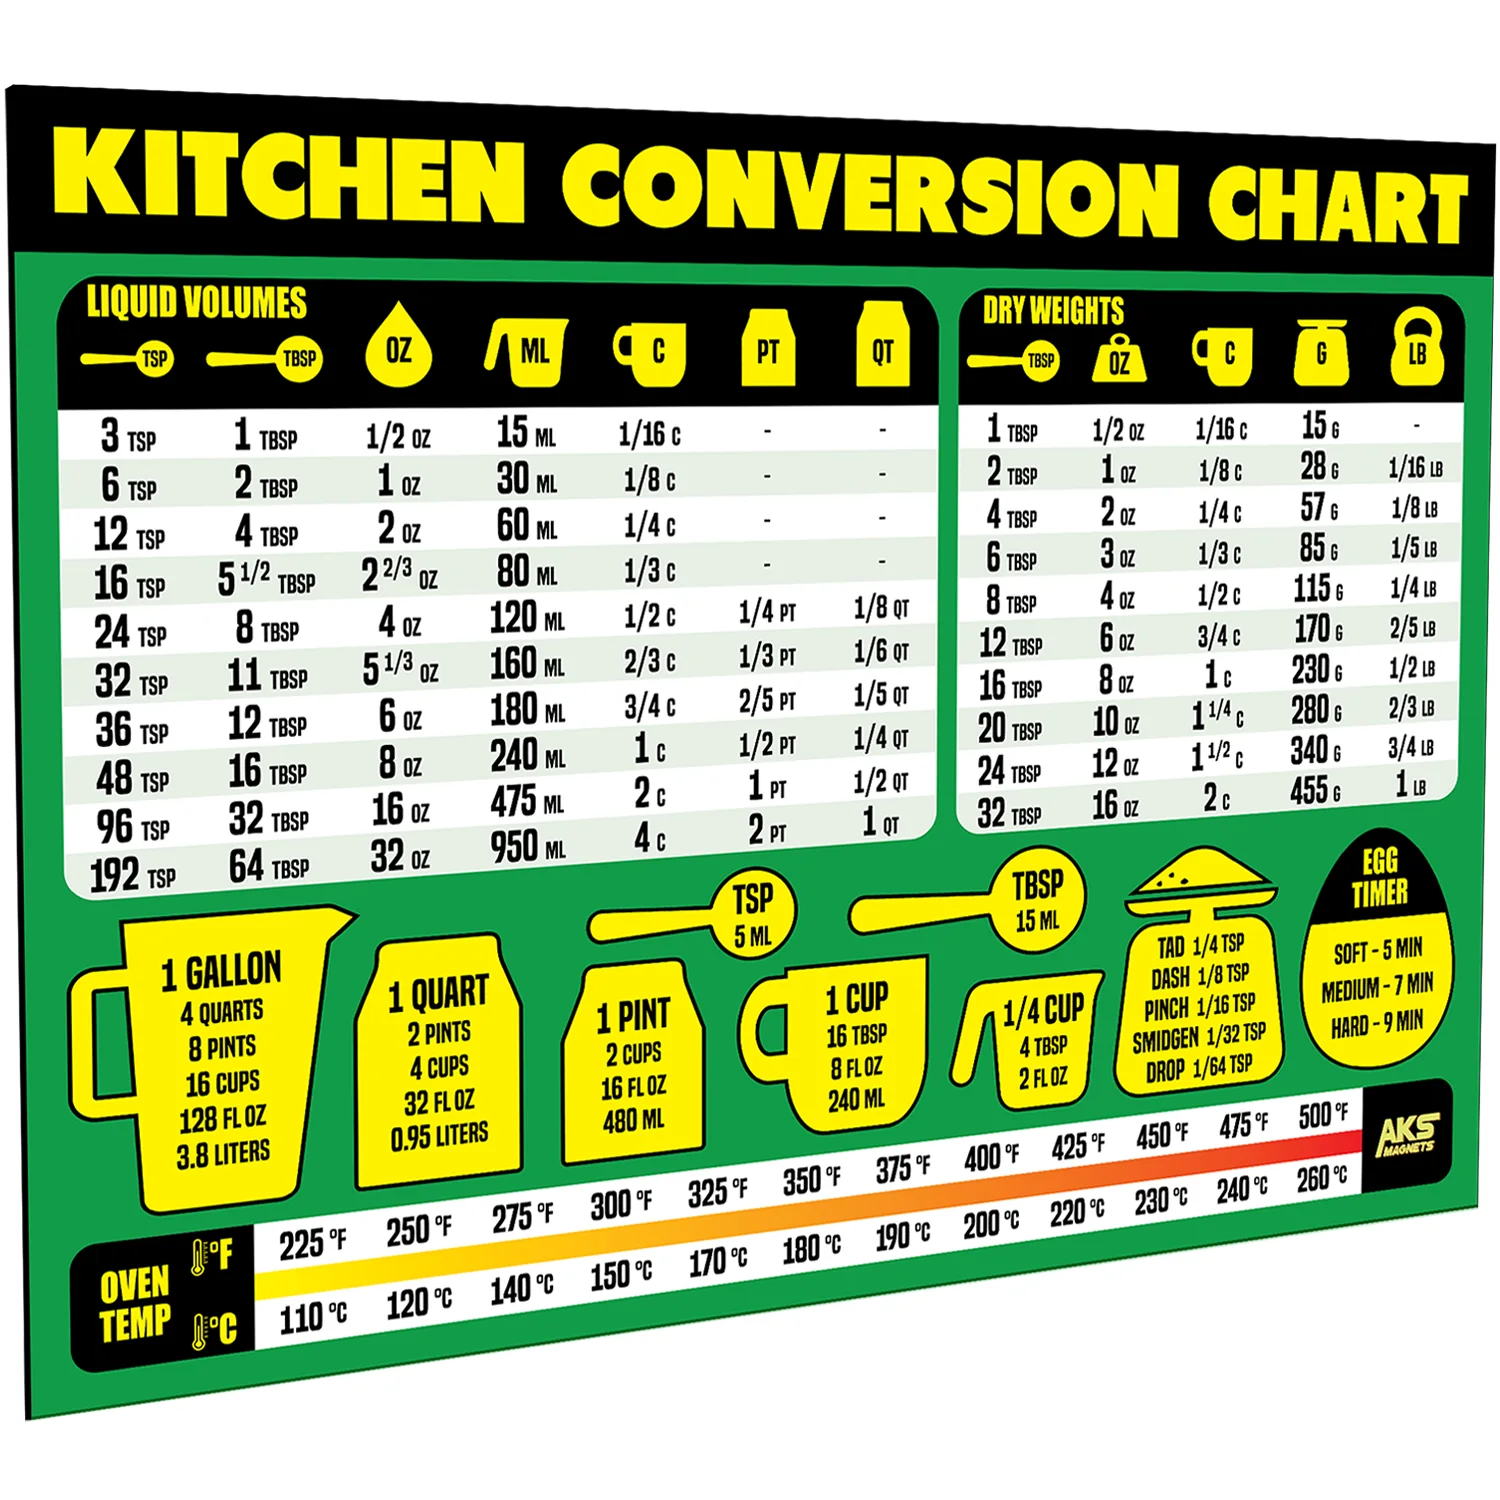 KITCHEN CONVERSION CHART
LIQUID VOLUMES
TSP TBSP OZ ML C PT QT
3 TSP 1 TBSP 1/2 OZ 15 ML 1/16 C - -
6 TSP 2 TBSP 1 OZ 30 ML 1/8 C - -
12 TSP 4 TBSP 2 OZ 60 ML 1/4 C - -
16 TSP 5 1/2 TBSP 2 2/3 OZ 80 ML 1/3 C - -
24 TSP 8 TBSP 4 OZ 120 ML 1/2 C 1/4 PT 1/8 QT
32 TSP 11 TBSP 5 1/3 OZ 160 ML 2/3 C 1/3 PT 1/6 QT
36 TSP 12 TBSP 6 OZ 180 ML 3/4 C 2/5 PT 1/5 QT
48 TSP 16 TBSP 8 OZ 240 ML 1 C 1/2 PT 1/4 QT
96 TSP 32 TBSP 16 OZ 475 ML 2 C 1 PT 1/2 QT
192 TSP 64 TBSP 32 OZ 950 ML 4 C 2 PT 1 QT
DRY WEIGHTS
TBSP OZ C G LB
1 TBSP 1/2 OZ 1/16 C 15 G -
2 TBSP 1 OZ 1/8 C 28 G 1/16 LB
4 TBSP 2 OZ 1/4 C 57 G 1/8 LB
6 TBSP 3 OZ 1/3 C 85 G 1/5 LB
8 TBSP 4 OZ 1/2 C 115 G 1/4 LB
12 TBSP 6 OZ 3/4 C 170 G 2/5 LB
16 TBSP 8 OZ 1 C 230 G 1/2 LB
20 TBSP 10 OZ 1 1/4 C 280 G 2/3 LB
24 TBSP 12 OZ 1 1/2 C 340 G 3/4 LB
32 TBSP 16 OZ 2 C 455 G 1 LB
1 GALLON
4 QUARTS
8 PINTS
16 CUPS
128 FL OZ
3.8 LITERS
1 QUART
2 PINTS
4 CUPS
32 FL OZ
0.95 LITERS
TSP
5 ML
1 PINT
2 CUPS
16 FL OZ
480 ML
TBSP
15 ML
1 CUP
16 TBSP
8 FL OZ
240 ML
1/4 CUP
4 TBSP
2 FL OZ
TAD 1/4 TSP
DASH 1/8 TSP
PINCH 1/16 TSP
SMIDGEN 1/32 TSP
DROP 1/64 TSP
EGG
TIMER
SOFT - 5 MIN
MEDIUM - 7 MIN
HARD - 9 MIN
OVEN
TEMP
°F 225 °F 250 °F 275 °F 300 °F 325 °F 350 °F 375 °F 400 °F 425 °F 450 °F 475 °F 500 °F
°C 110 °C 120 °C 140 °C 150 °C 170 °C 180 °C 190 °C 200 °C 220 °C 230 °C 240 °C 260 °C
AKS
MAGNETS